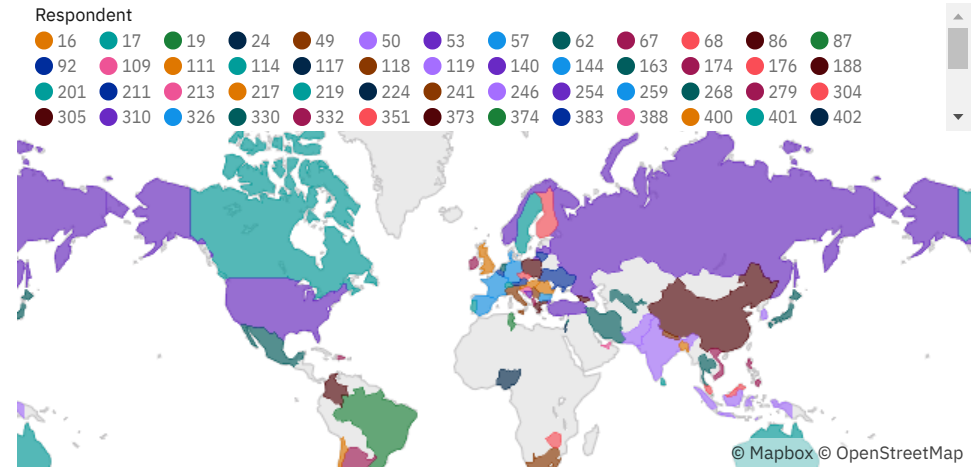 Respondent
16 17 19 24 49 50 53 57 62 67 68 86 87
92 109 111 114 117 118 119 140 144 163 174 176 188
201 211 213 217 219 224 241 246 254 259 268 279 304
305 310 326 330 332 351 373 374 383 388 400 401 402
© Mapbox © OpenStreetMap